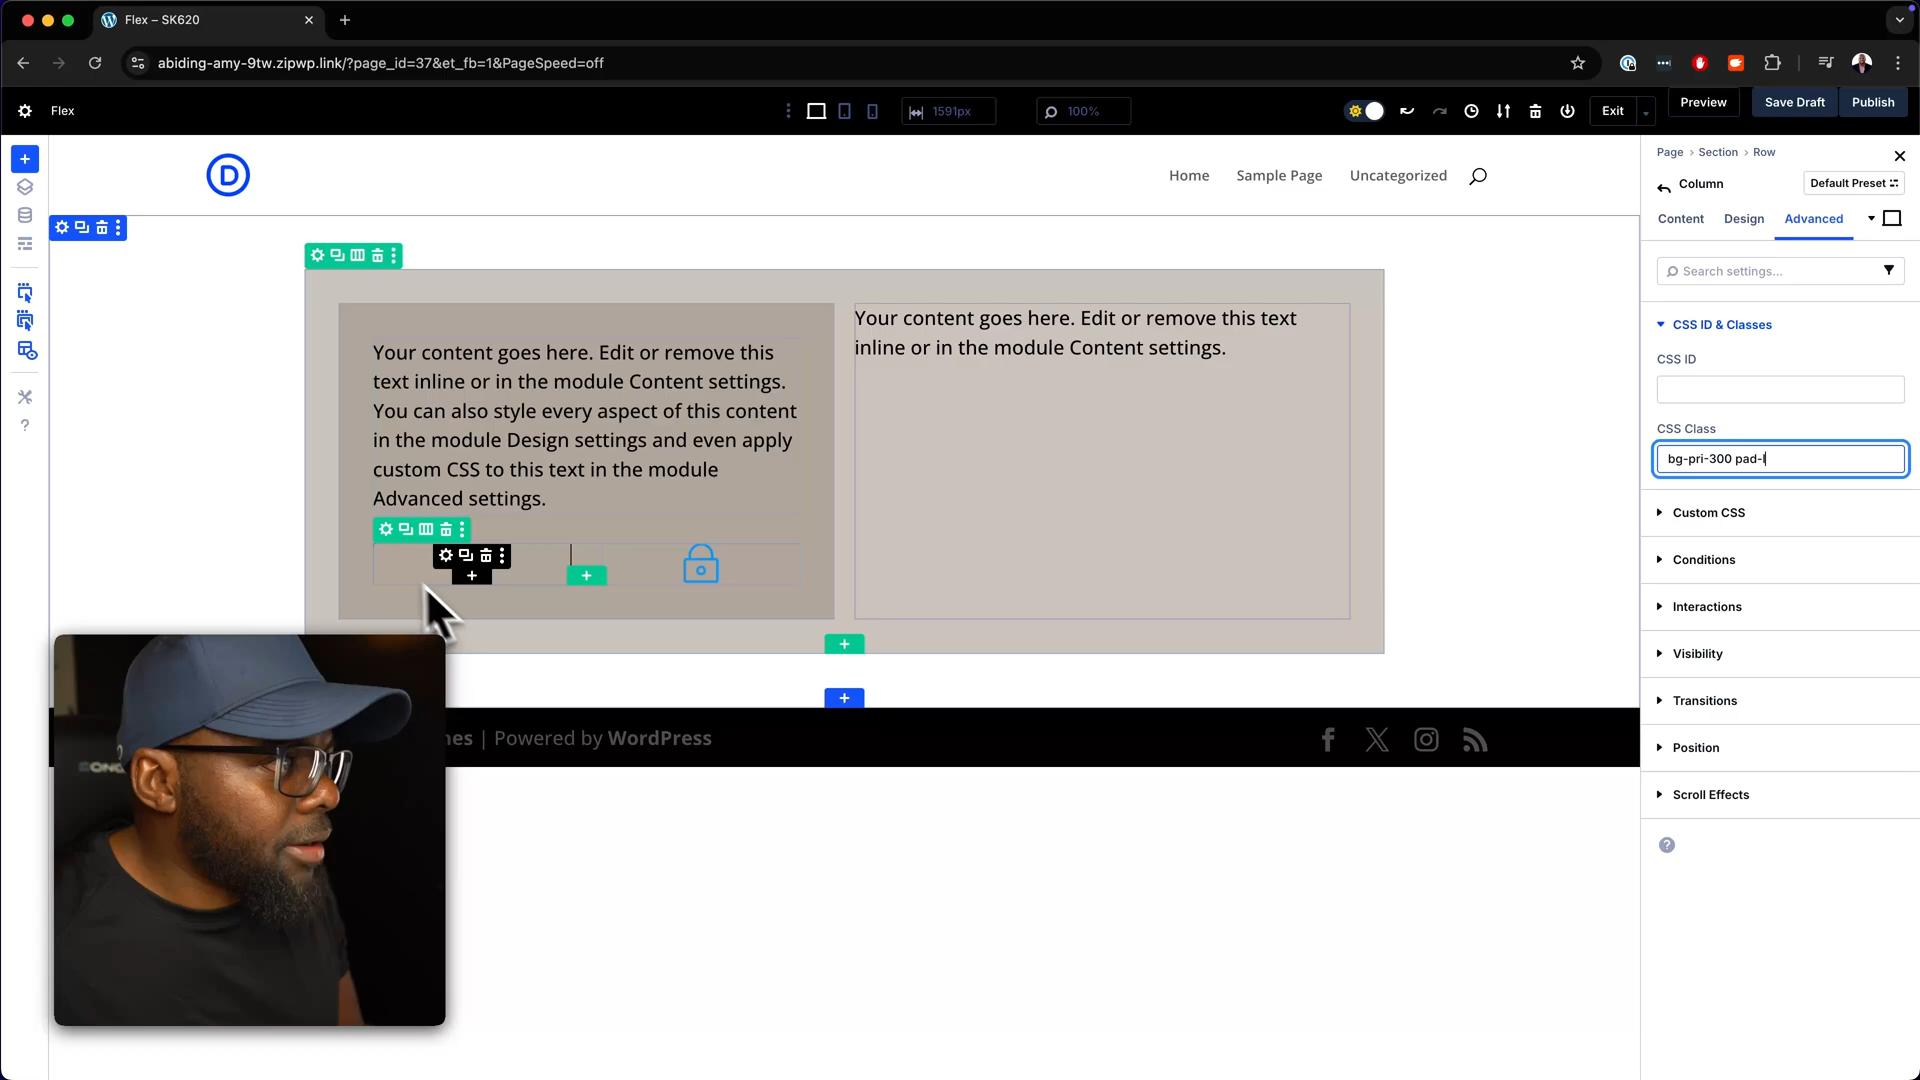 Flex – SK620
abiding-amy-9tw.zipwp.link/?page_id=37&et_fb=1&PageSpeed=off
Flex
1591px
100%
Exit
Preview
Save Draft
Publish
D
Home
Sample Page
Uncategorized
Page › Section › Row
Column
Default Preset
Content
Design
Advanced
Search settings...
CSS ID & Classes
CSS ID
CSS Class
bg-pri-300 pad-l
Custom CSS
Conditions
Interactions
Visibility
Transitions
Position
Scroll Effects
Your content goes here. Edit or remove this
text inline or in the module Content settings.
You can also style every aspect of this content
in the module Design settings and even apply
custom CSS to this text in the module
Advanced settings.
Your content goes here. Edit or remove this text
inline or in the module Content settings.
mes | Powered by WordPress